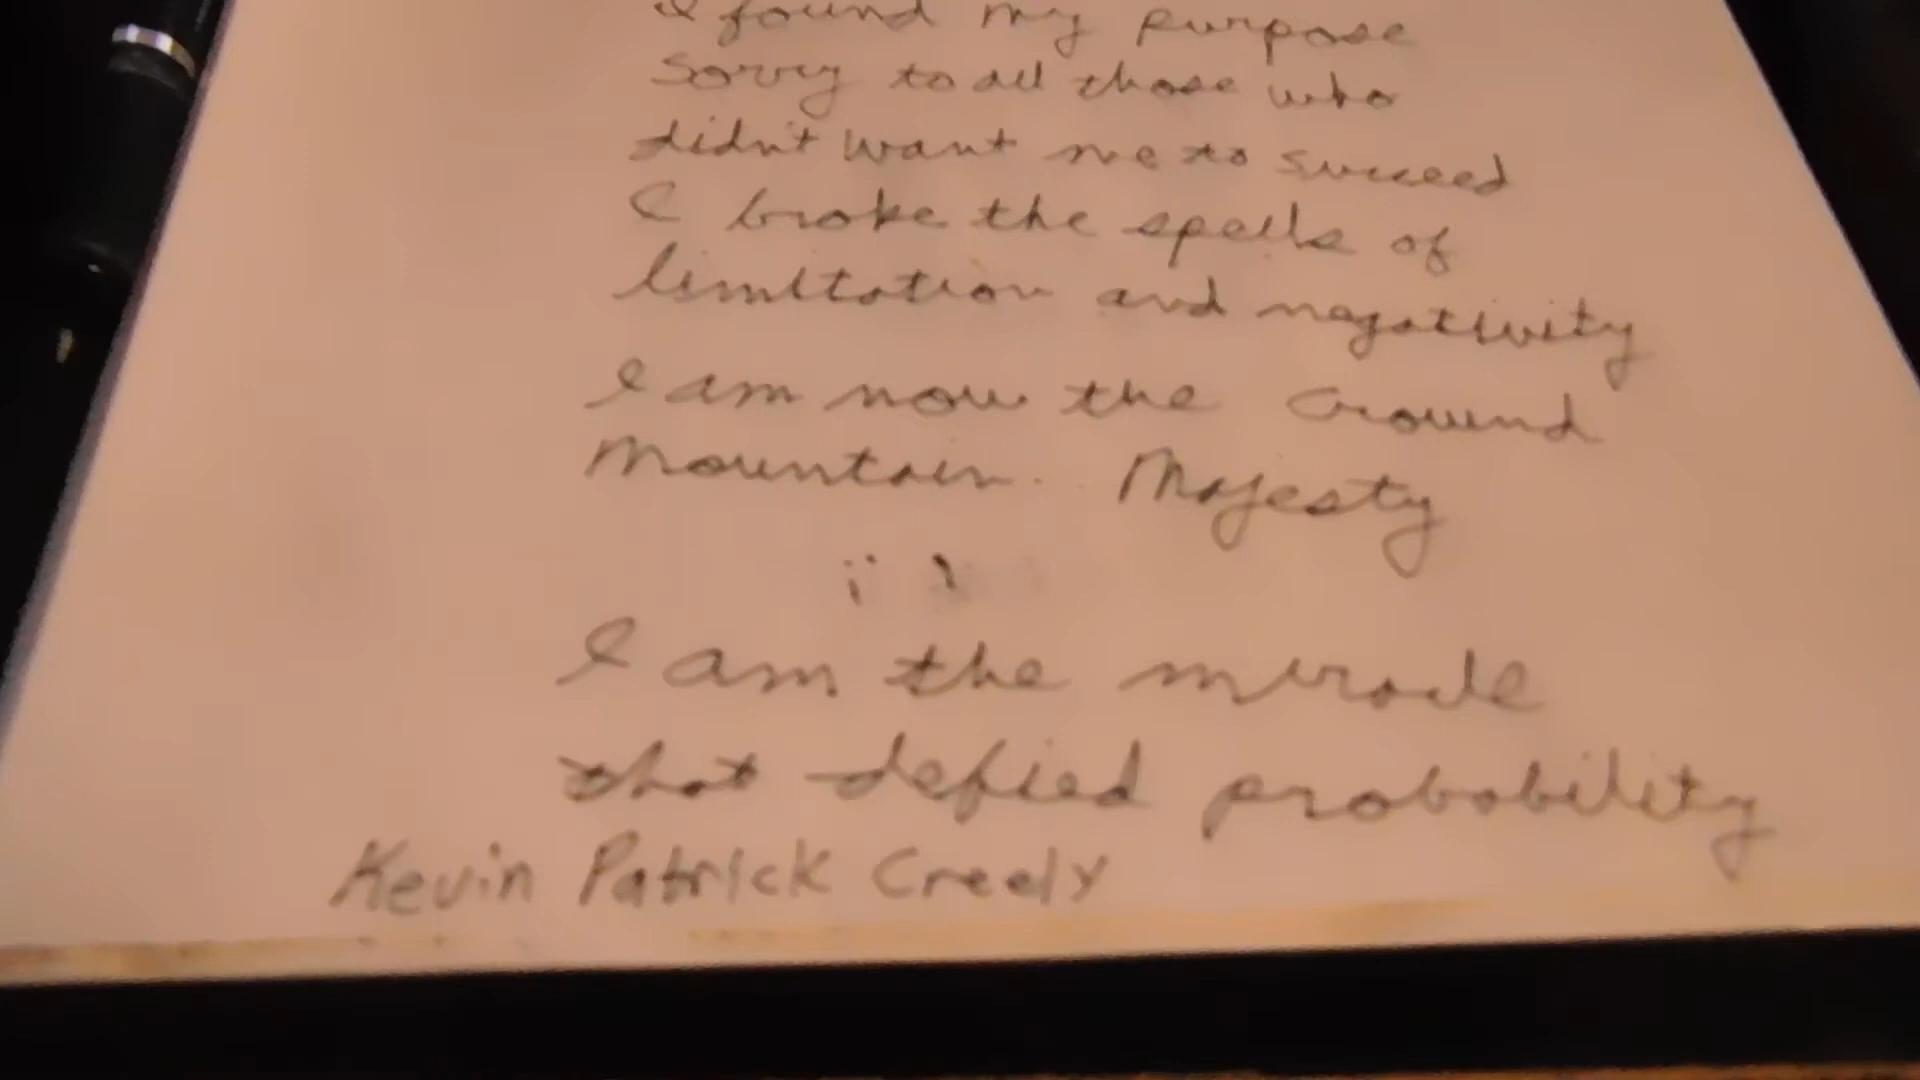 I found my purpose
Sorry to all those who
didn't want me to succeed
I broke the spells of
limitation and negativity
I am now the Crownd
Mountain. Majesty
I am the miracle
that defied probability
Kevin Patrick Creely